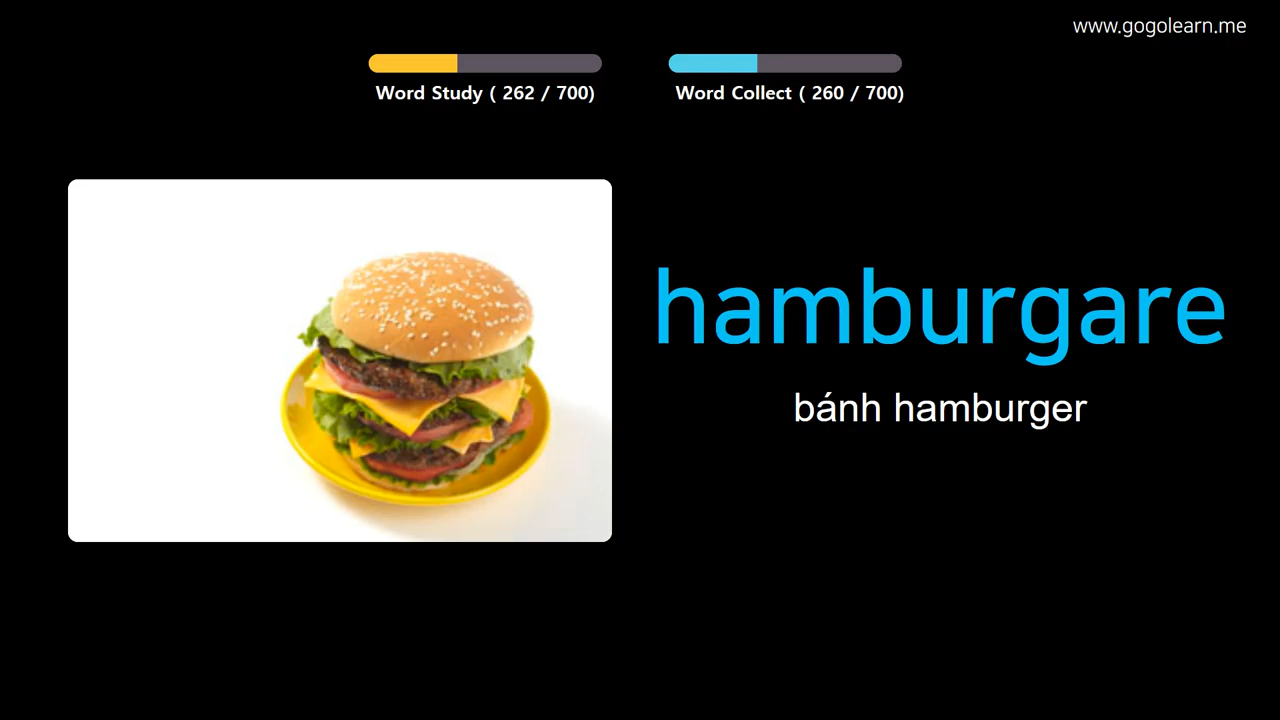 www.gogolearn.me
Word Study ( 262 / 700)
Word Collect ( 260 / 700)
hamburgare
bánh hamburger